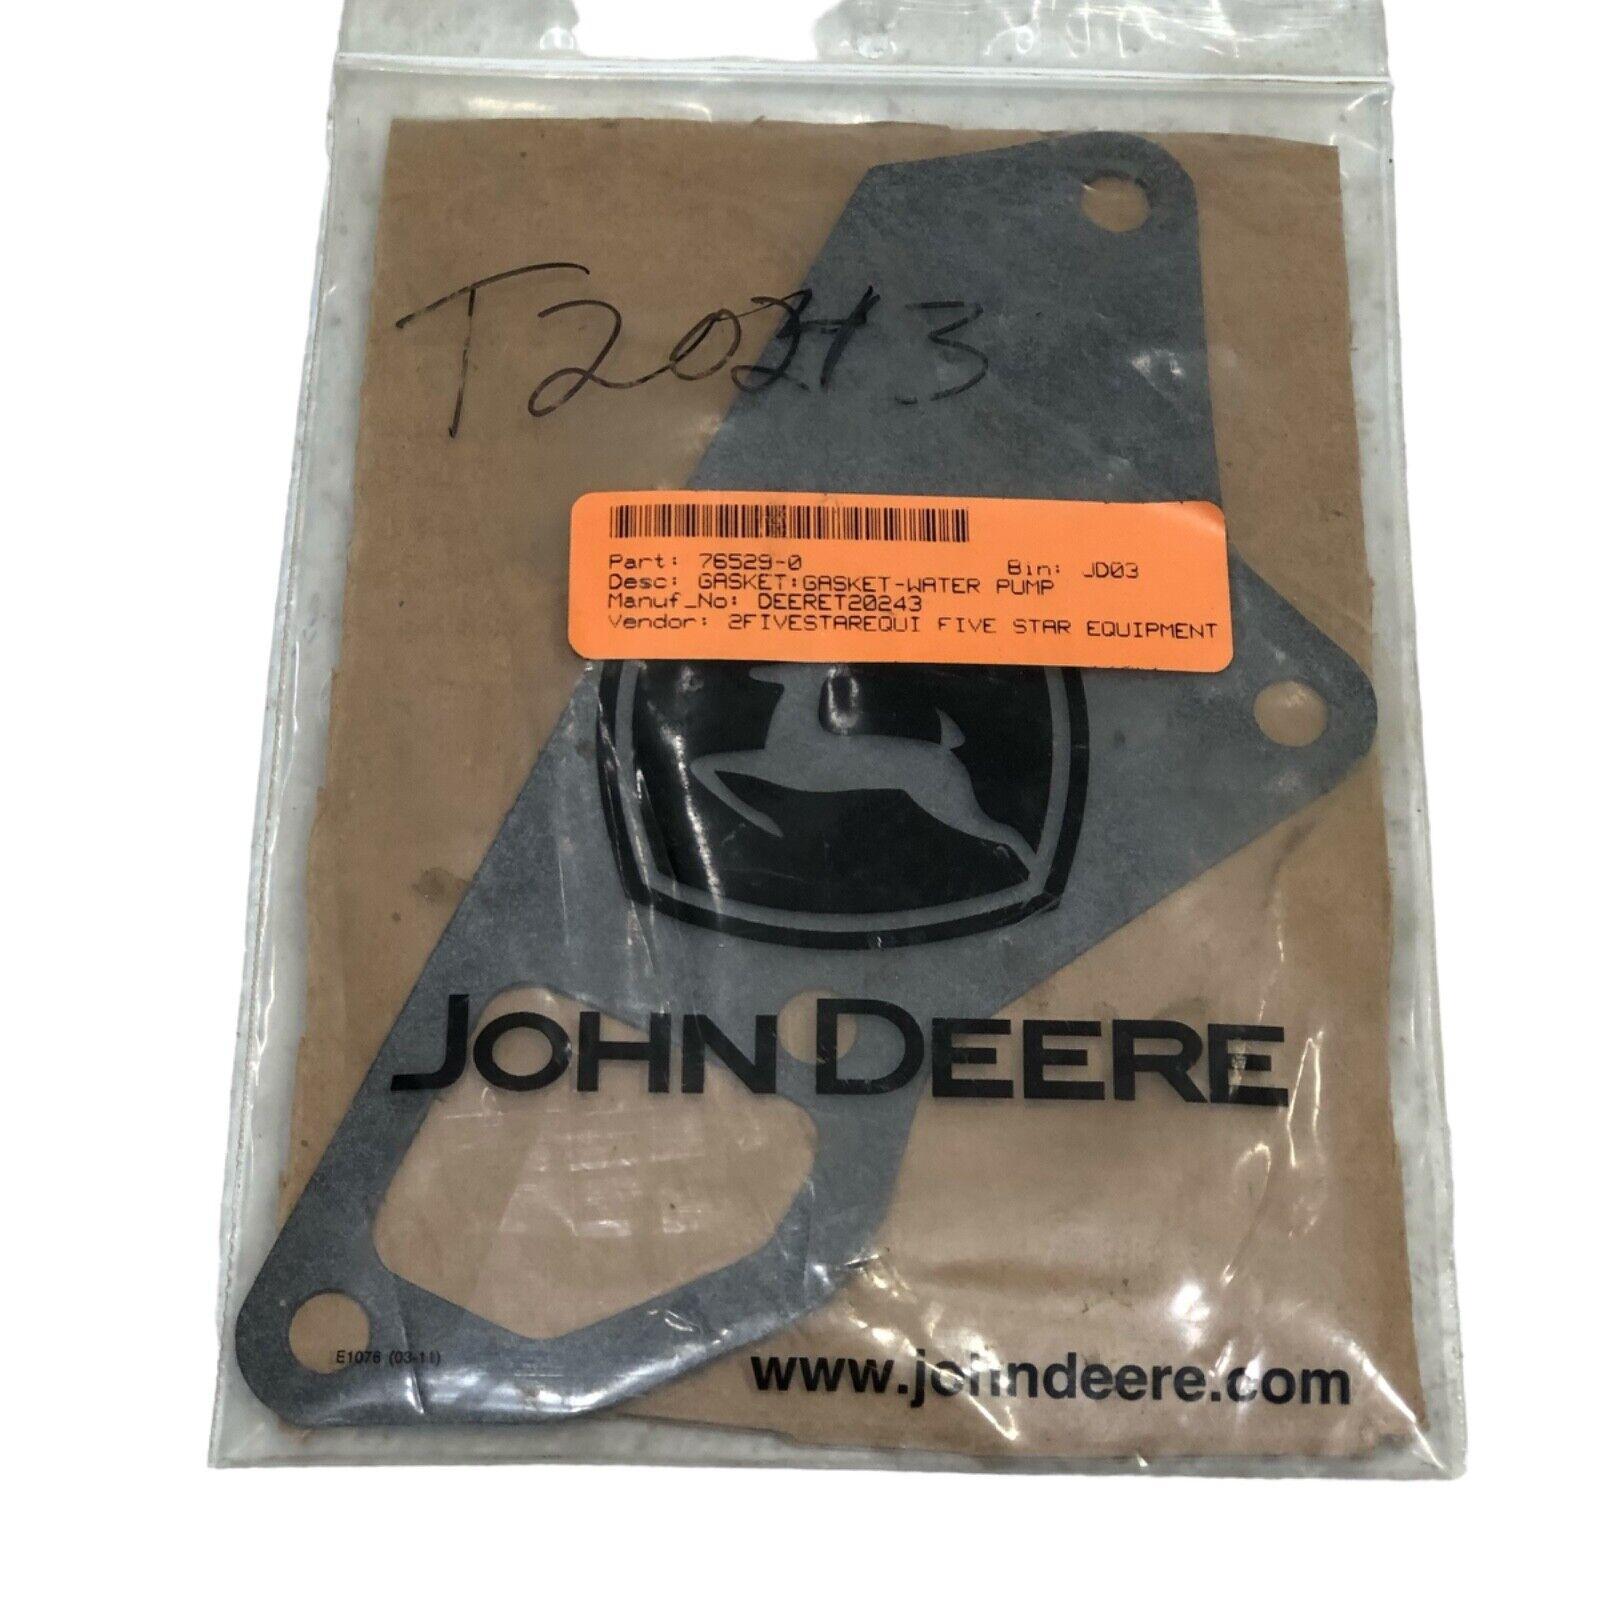 T20243
Part: 76529-0 Bin: JD03
Desc: GASKET:GASKET-WATER PUMP
Manuf_No: DEERET20243
Vendor: 2FIVESTAREQUI FIVE STAR EQUIPMENT
JOHN DEERE
E1076 (03-11)
www.johndeere.com